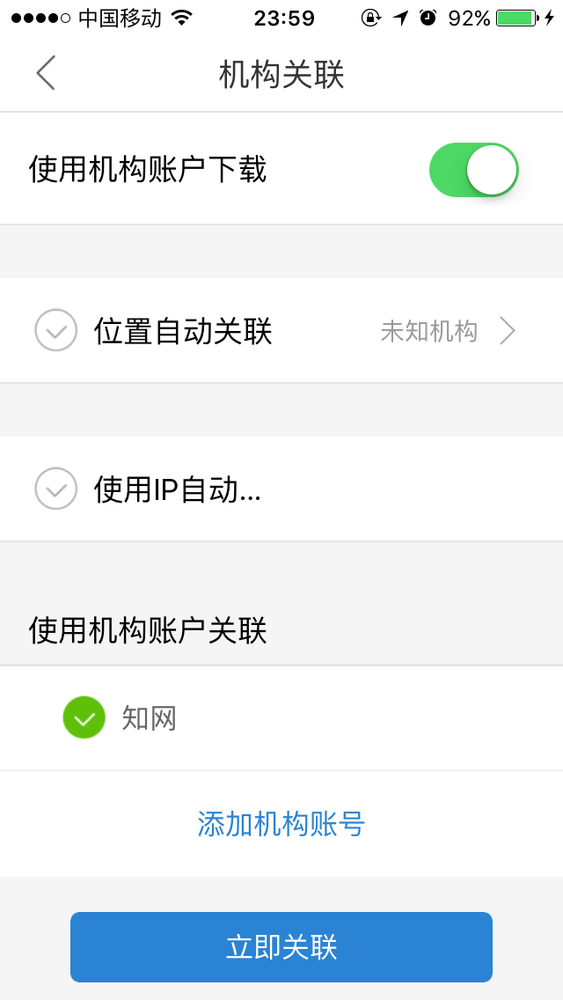 中国移动 23:59 92%
机构关联
使用机构账户下载
位置自动关联 未知机构
使用IP自动...
使用机构账户关联
知网
添加机构账号
立即关联